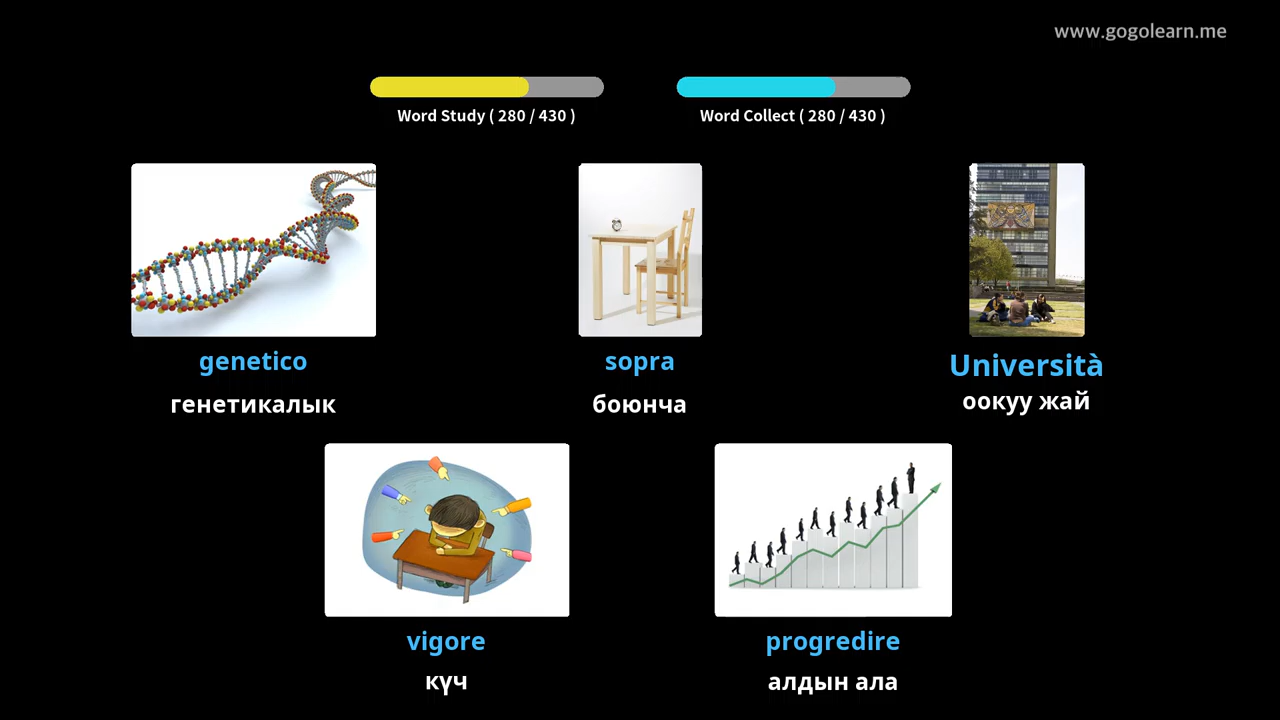 www.gogolearn.me
Word Study ( 280 / 430 )
Word Collect ( 280 / 430 )
genetico
генетикалык
sopra
боюнча
Università
оокуу жай
vigore
күч
progredire
алдын ала